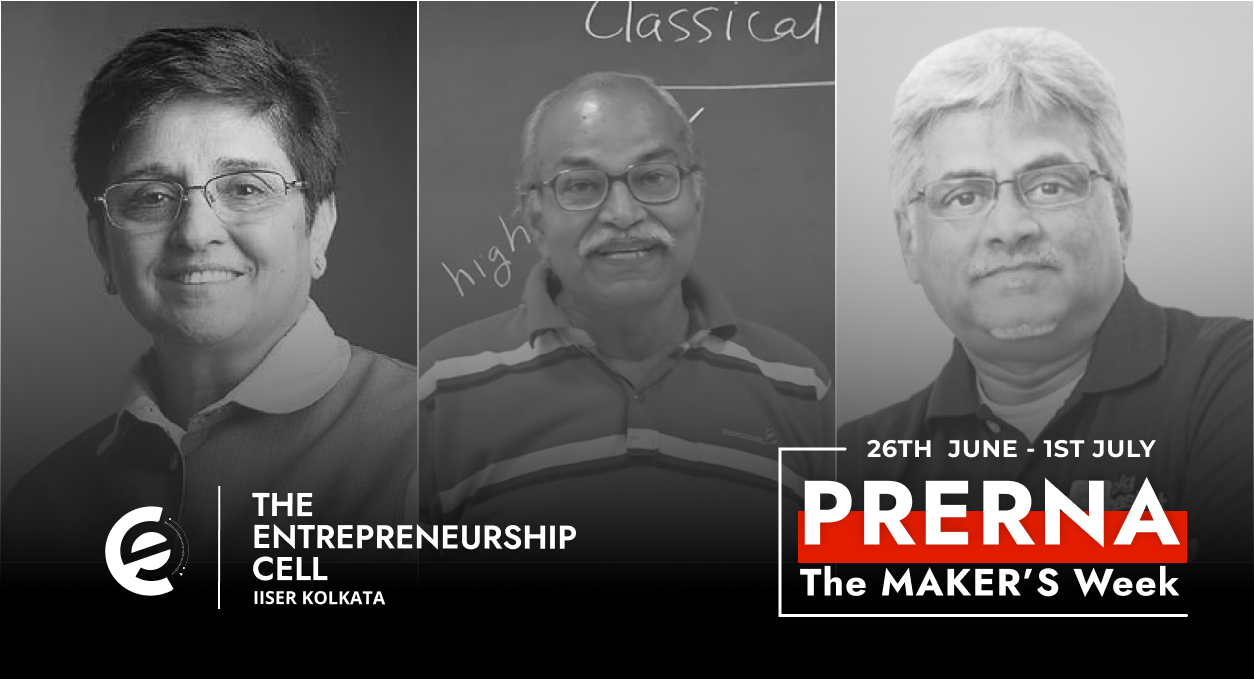 Classical
high
THE
ENTREPRENEURSHIP
CELL
IISER KOLKATA
26TH JUNE - 1ST JULY
PRERNA
The MAKER'S Week